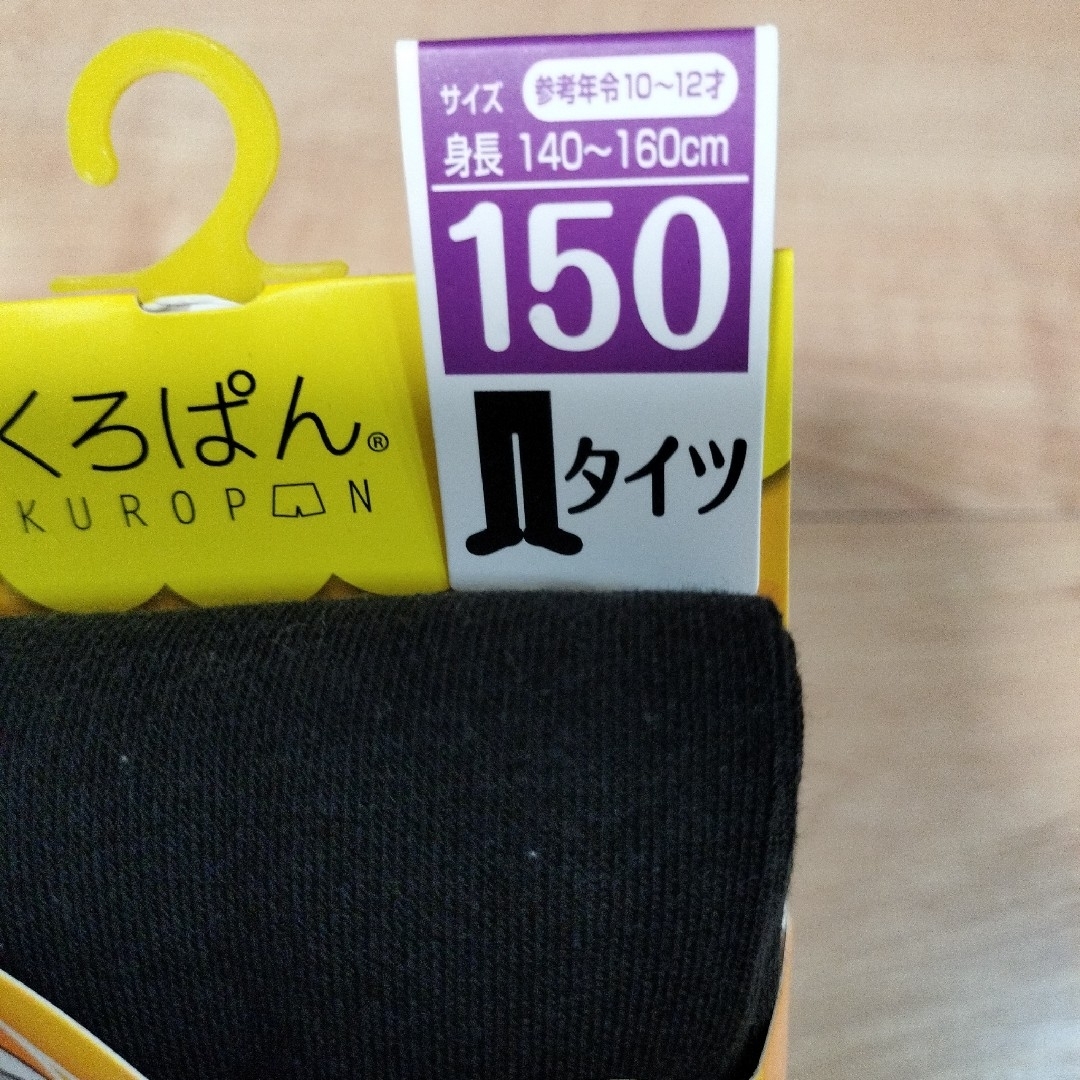 サイズ 参考年令10～12才
身長 140～160cm
150
くろぱん®
KUROPAN
タイツ